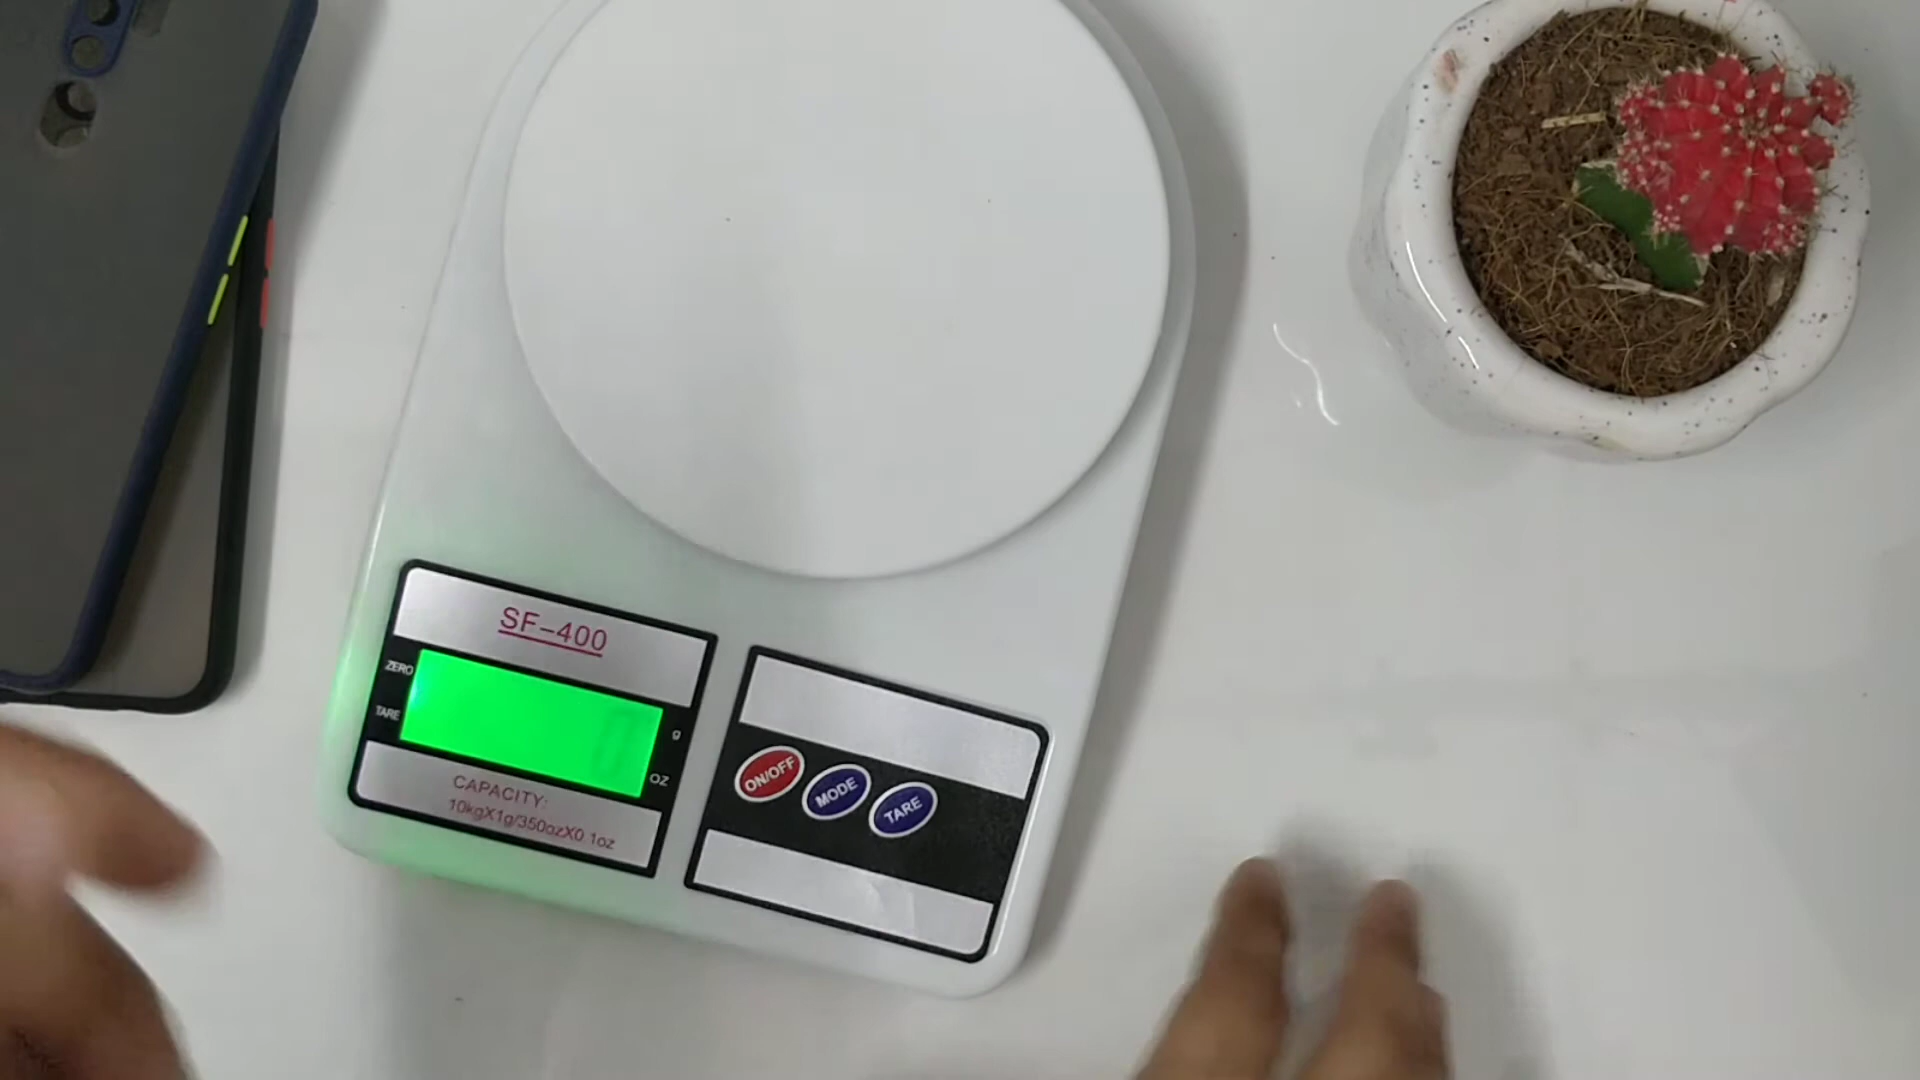 SF-400
ZERO
TARE
0
g
OZ
CAPACITY:
10kgX1g/350ozX0.1oz
ON/OFF
MODE
TARE